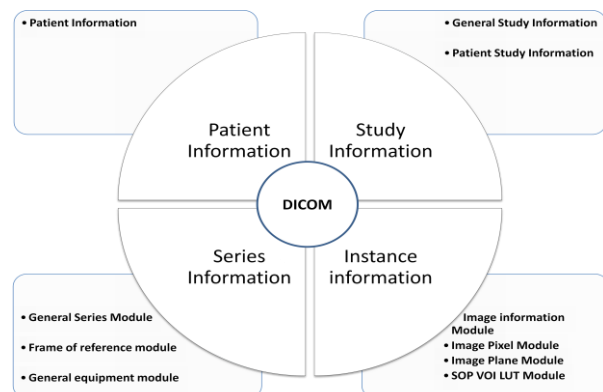 • Patient Information
• General Study Information
• Patient Study Information
Patient
Information
Study
Information
DICOM
Series
Information
Instance
information
• General Series Module
• Frame of reference module
• General equipment module
Image information
Module
• Image Pixel Module
• Image Plane Module
• SOP VOI LUT Module